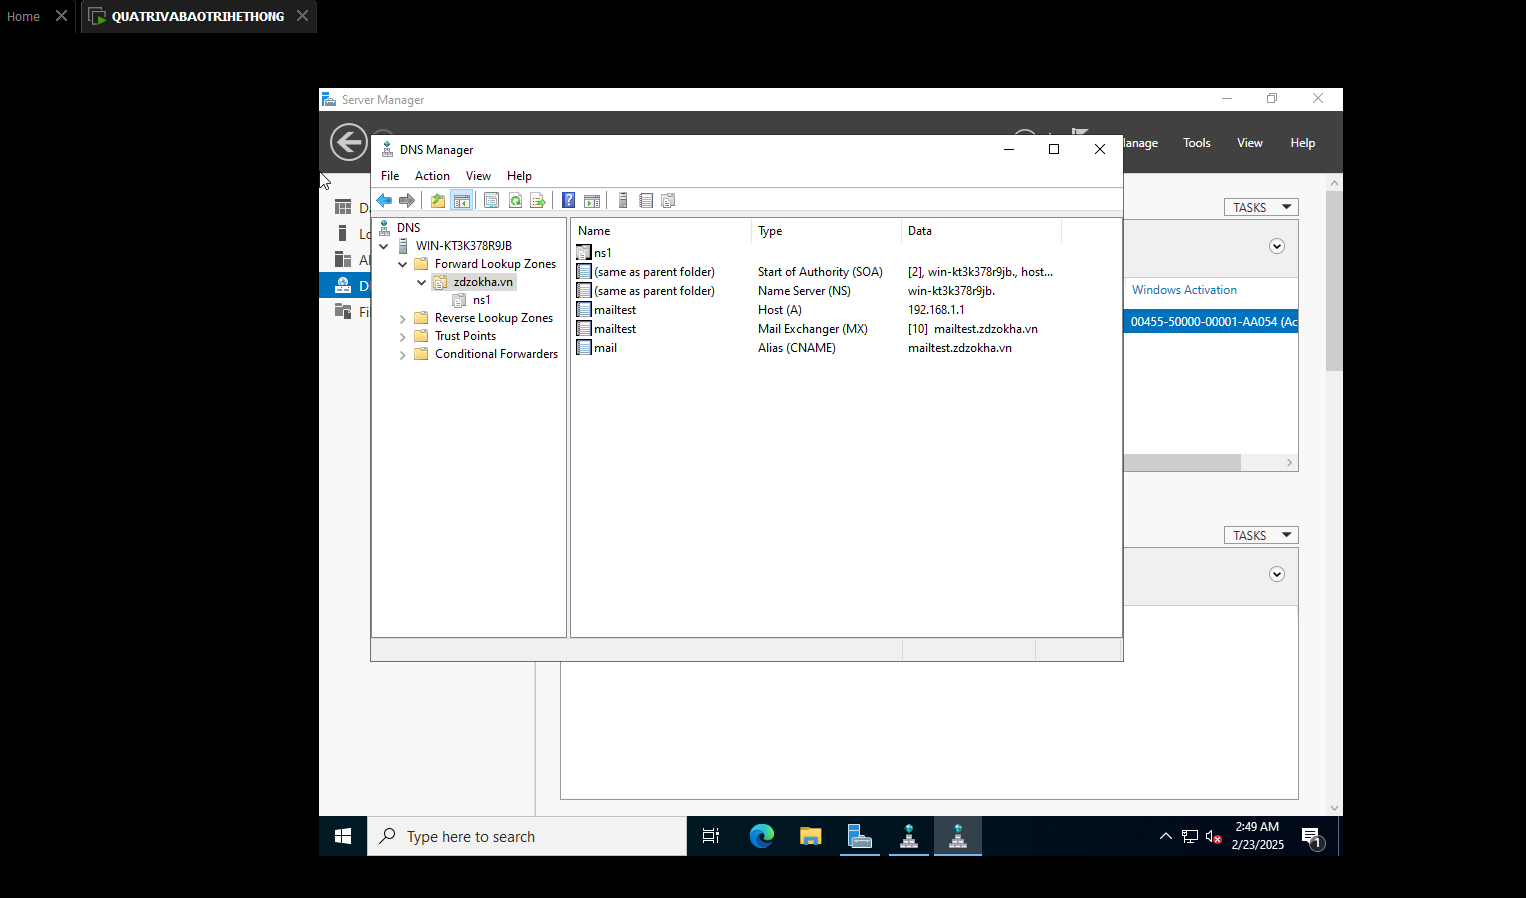 Home
QUATRIVABAOTRIHETHONG
Server Manager
Manage Tools View Help
DNS Manager
File Action View Help
DNS
WIN-KT3K378R9JB
Forward Lookup Zones
zdzokha.vn
ns1
Reverse Lookup Zones
Trust Points
Conditional Forwarders
Name Type Data
ns1
(same as parent folder) Start of Authority (SOA) [2], win-kt3k378r9jb., host...
(same as parent folder) Name Server (NS) win-kt3k378r9jb.
mailtest Host (A) 192.168.1.1
mailtest Mail Exchanger (MX) [10] mailtest.zdzokha.vn
mail Alias (CNAME) mailtest.zdzokha.vn
TASKS
Windows Activation
00455-50000-00001-AA054 (Ac
TASKS
Type here to search
2:49 AM
2/23/2025
1